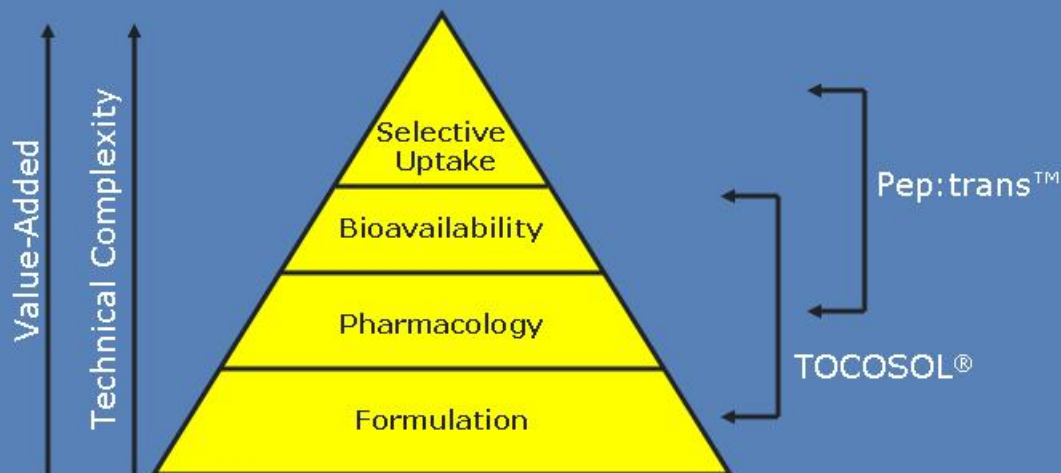 Value-Added
Technical Complexity
Selective
Uptake
Bioavailability
Pharmacology
Formulation
Pep:trans™
TOCOSOL®